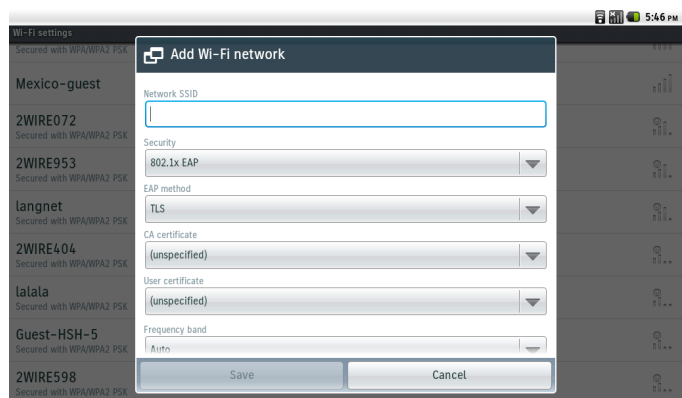 5:46 PM
Wi-Fi settings
Secured with WPA/WPA2 PSK
Mexico-guest
2WIRE072
Secured with WPA/WPA2 PSK
2WIRE953
Secured with WPA/WPA2 PSK
langnet
Secured with WPA/WPA2 PSK
2WIRE404
Secured with WPA/WPA2 PSK
lalala
Secured with WPA/WPA2 PSK
Guest-HSH-5
Secured with WPA/WPA2 PSK
2WIRE598
Secured with WPA/WPA2 PSK
Add Wi-Fi network
Network SSID
Security
802.1x EAP
EAP method
TLS
CA certificate
(unspecified)
User certificate
(unspecified)
Frequency band
Auto
Save
Cancel